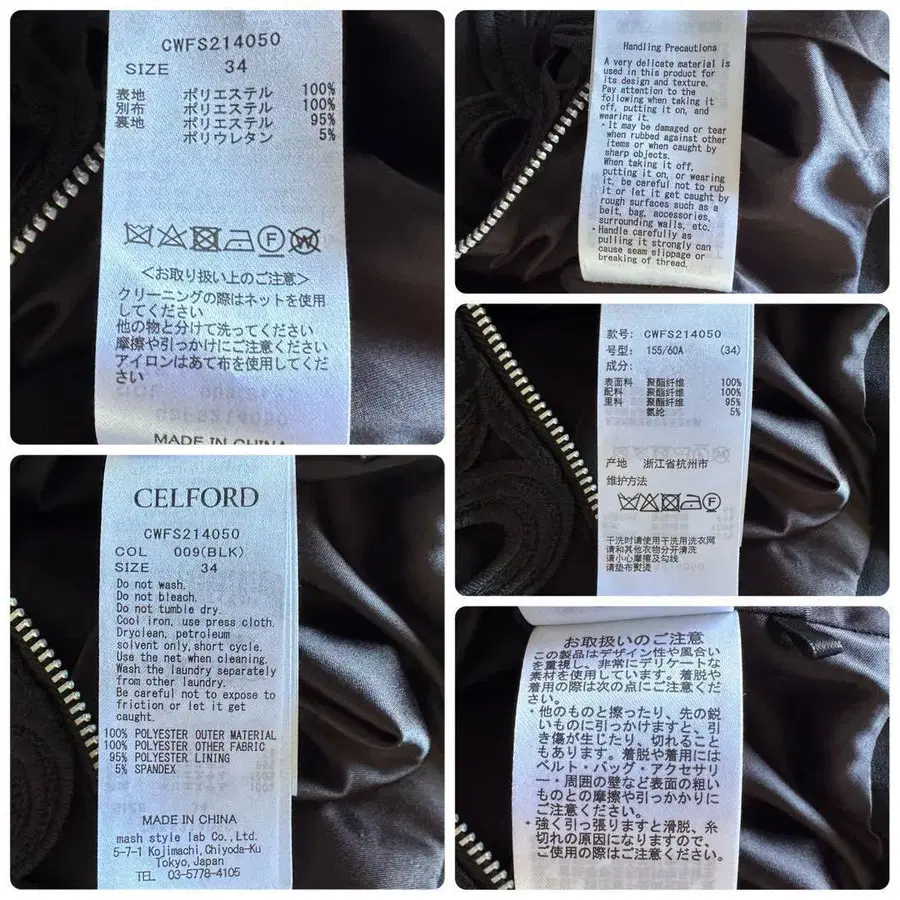 CWFS214050
SIZE 34
表地 ポリエステル 100%
別布 ポリエステル 100%
裏地 ポリエステル 95%
ポリウレタン 5%
F
W
<お取り扱い上のご注意>
クリーニングの際はネットを使用
してください
他の物と分けて洗ってください
摩擦や引っかけにご注意ください
アイロンはあて布を使用してくだ
さい
MADE IN CHINA
Handling Precautions
A very delicate material is
used in this product for
its design and texture.
Pay attention to the
following when taking it
off, putting it on, and
wearing it.
・It may be damaged or tear
when rubbed against other
items or when caught by
sharp objects.
When taking it off,
putting it on, or wearing
it, be careful not to rub
it or let it get caught by
rough surfaces such as a
belt, bag, accessories,
surrounding walls, etc.
・Handle carefully as
pulling it strongly can
cause seam slippage or
breaking of thread.
款号: CWFS214050
号型: 155/60A (34)
成分:
表面料 聚酯纤维 100%
配料 聚酯纤维 100%
里料 聚酯纤维 95%
氨纶 5%
产地 浙江省杭州市
维护方法
F
干洗时请使用干洗用洗衣网
请和其他衣物分开清洗
请小心摩擦及勾线
请垫布熨烫
CELFORD
CWFS214050
COL 009(BLK)
SIZE 34
Do not wash.
Do not bleach.
Do not tumble dry.
Cool iron, use press cloth.
Dryclean, petroleum
solvent only,short cycle.
Use the net when cleaning.
Wash the laundry separately
from other laundry.
Be careful not to expose to
friction or let it get
caught.
100% POLYESTER OUTER MATERIAL
100% POLYESTER OTHER FABRIC
95% POLYESTER LINING
5% SPANDEX
MADE IN CHINA
mash style lab Co.,Ltd.
5-7-1 Kojimachi,Chiyoda-Ku
Tokyo,Japan
TEL 03-5778-4105
お取扱いのご注意
この製品はデザイン性や風合い
を重視し、非常にデリケートな
素材を使用しています。着脱や
着用の際は次の点にご注意くださ
い。
・他のものと擦ったり、先の鋭
いものに引っかけますと、引
き傷が生じたり、切れること
もあります。着脱や着用には
ベルト・バッグ・アクセサリ
ー・周囲の壁など表面の粗い
ものとの摩擦や引っかかりに
ご注意ください。
・強く引っ張りますと滑脱、糸
切れの原因になりますので、
ご使用の際はご注意ください。